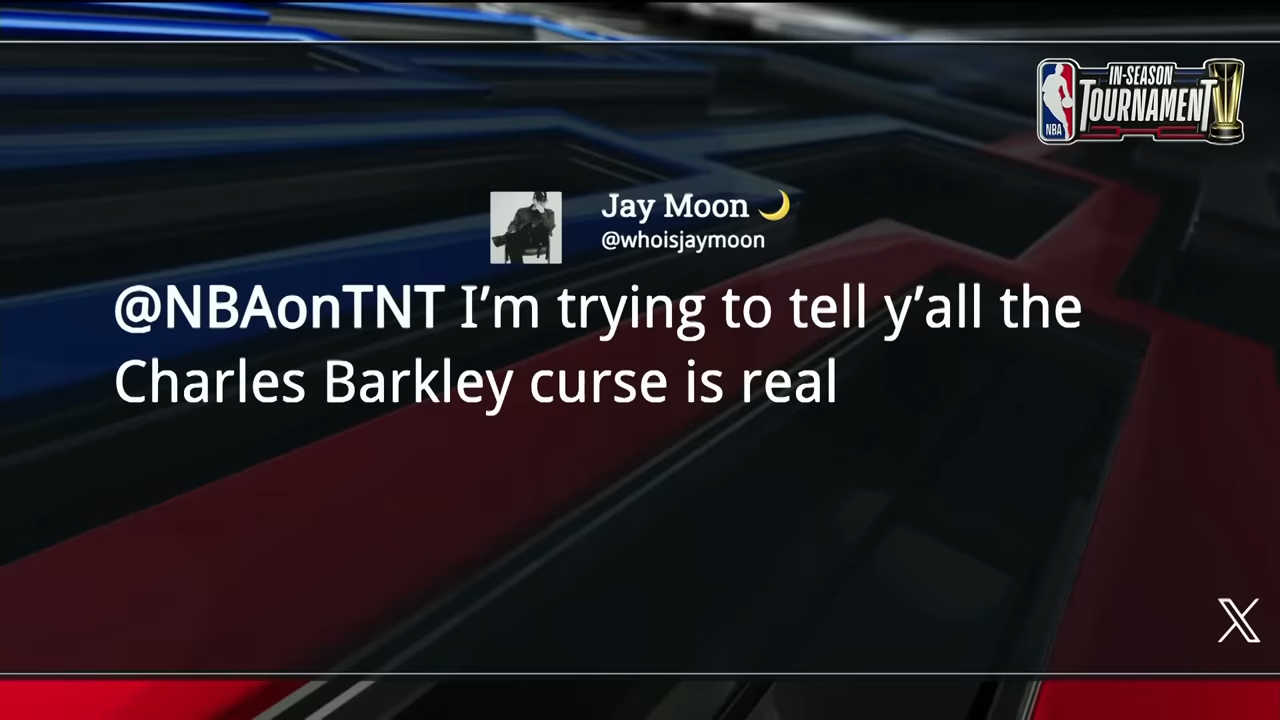 IN-SEASON
TOURNAMENT
NBA
Jay Moon 🌙
@whoisjaymoon
@NBAonTNT I’m trying to tell y’all the
Charles Barkley curse is real
X